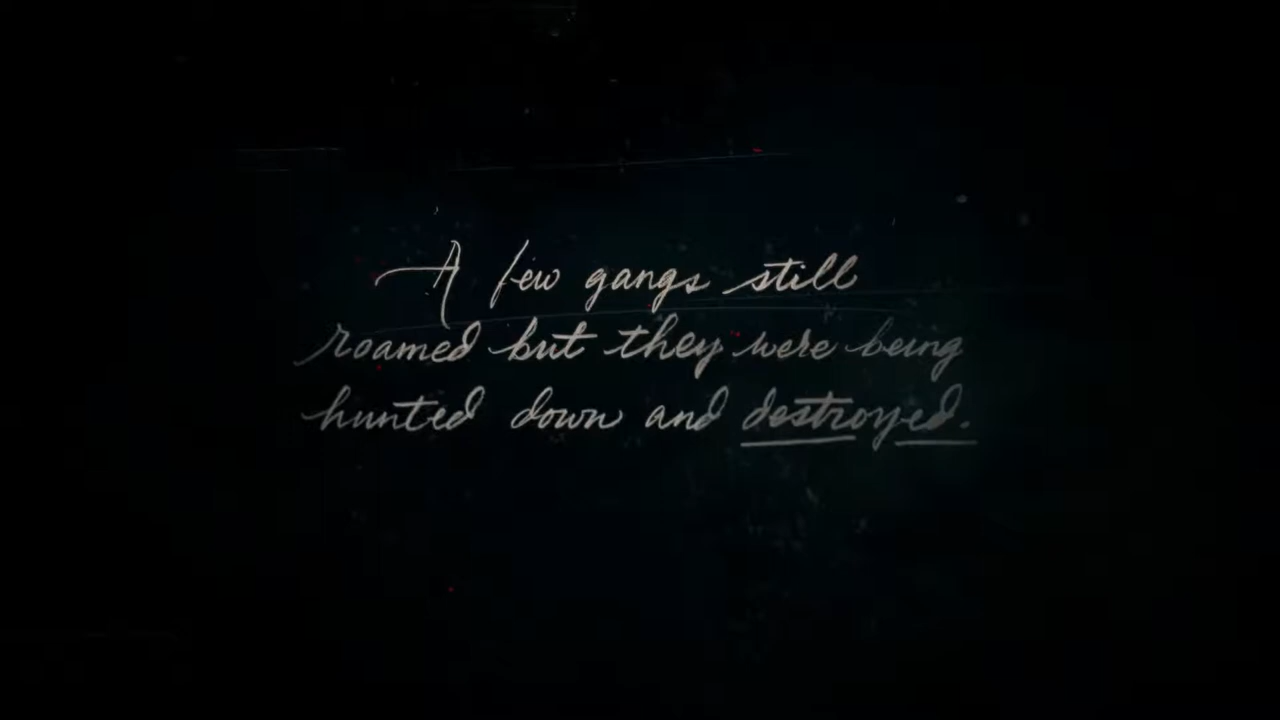 A few gangs still
roamed but they were being
hunted down and destroyed.